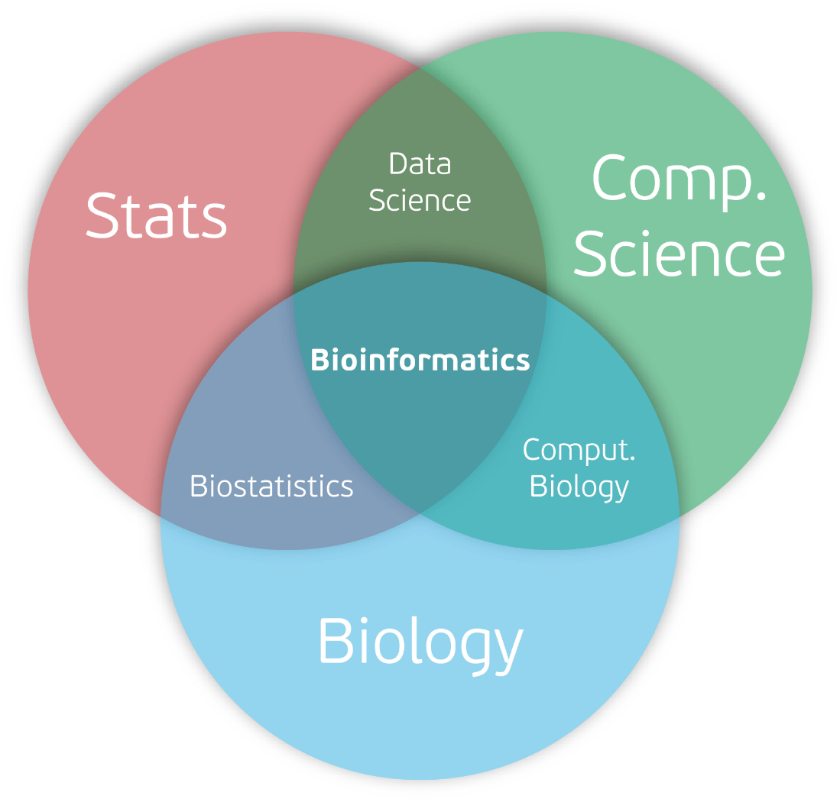 Data
Science
Stats
Comp.
Science
Bioinformatics
Comput.
Biology
Biostatistics
Biology